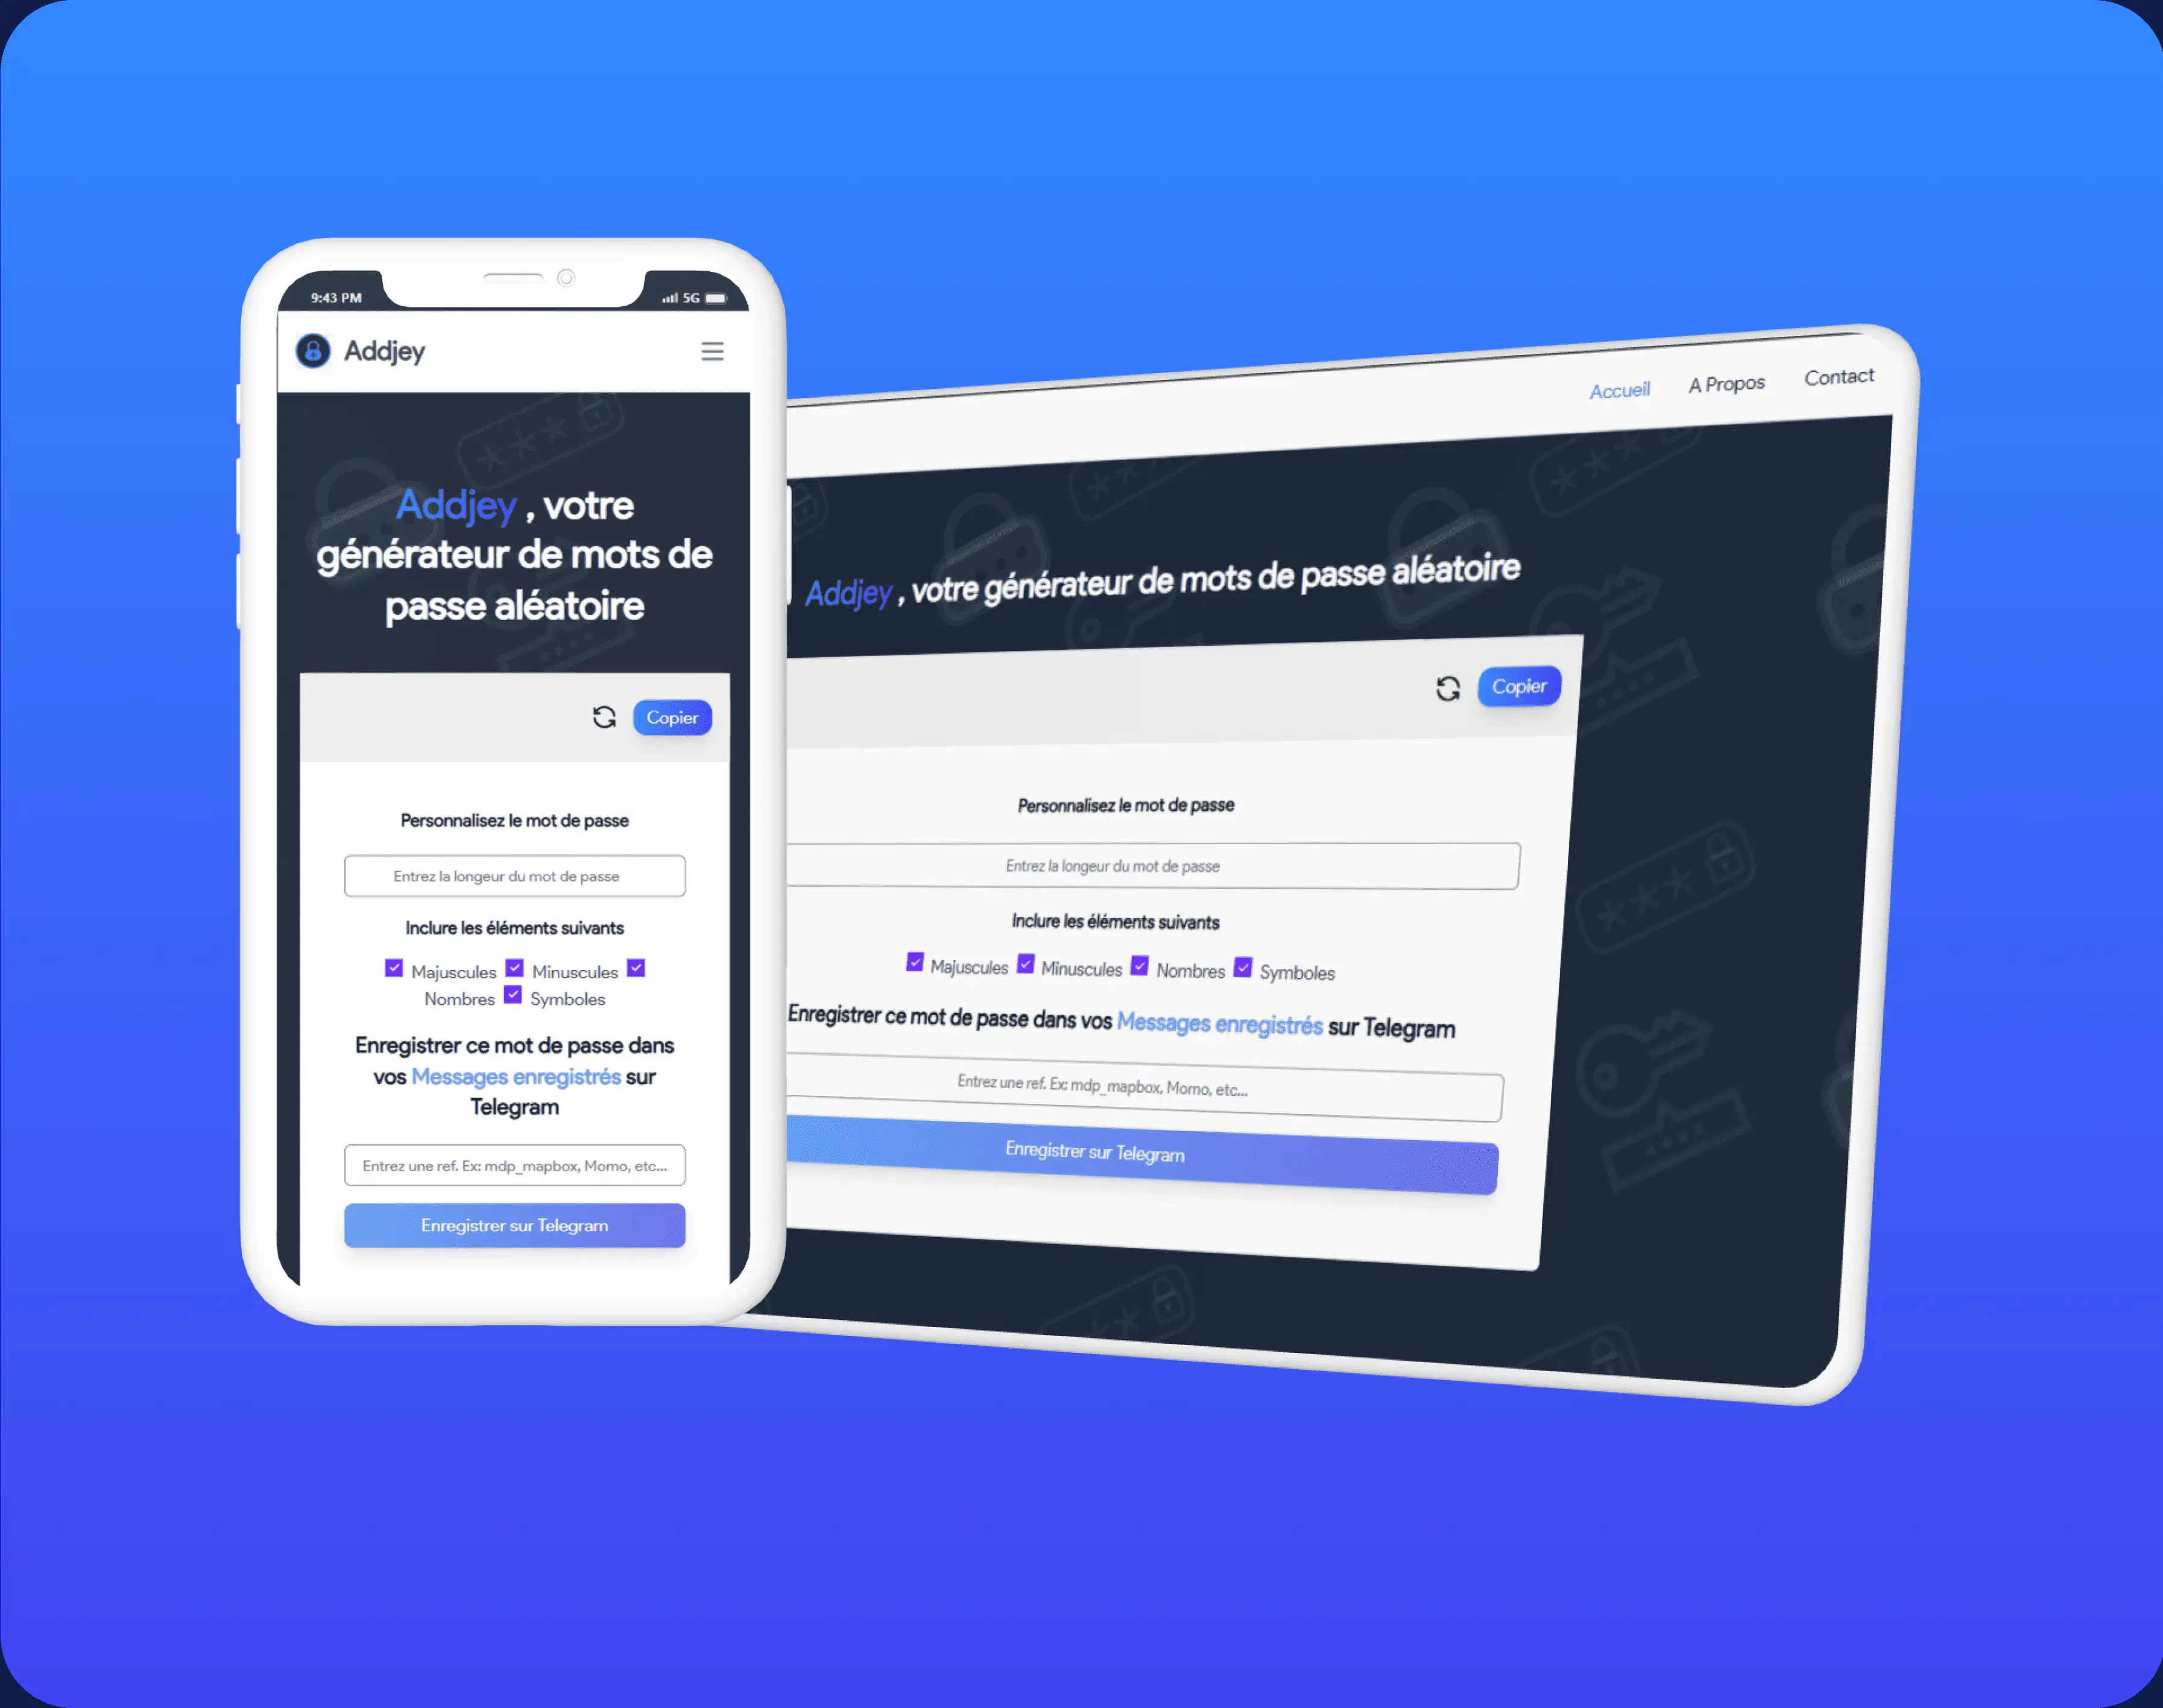 9:43 PM
5G
Addjey
Addjey , votre
générateur de mots de
passe aléatoire
Copier
Personnalisez le mot de passe
Entrez la longeur du mot de passe
Inclure les éléments suivants
Majuscules Minuscules
Nombres Symboles
Enregistrer ce mot de passe dans
vos Messages enregistrés sur
Telegram
Entrez une ref. Ex: mdp_mapbox, Momo, etc...
Enregistrer sur Telegram
Accueil A Propos Contact
Addjey , votre générateur de mots de passe aléatoire
Copier
Personnalisez le mot de passe
Entrez la longeur du mot de passe
Inclure les éléments suivants
Majuscules Minuscules Nombres Symboles
Enregistrer ce mot de passe dans vos Messages enregistrés sur Telegram
Entrez une ref. Ex: mdp_mapbox, Momo, etc...
Enregistrer sur Telegram